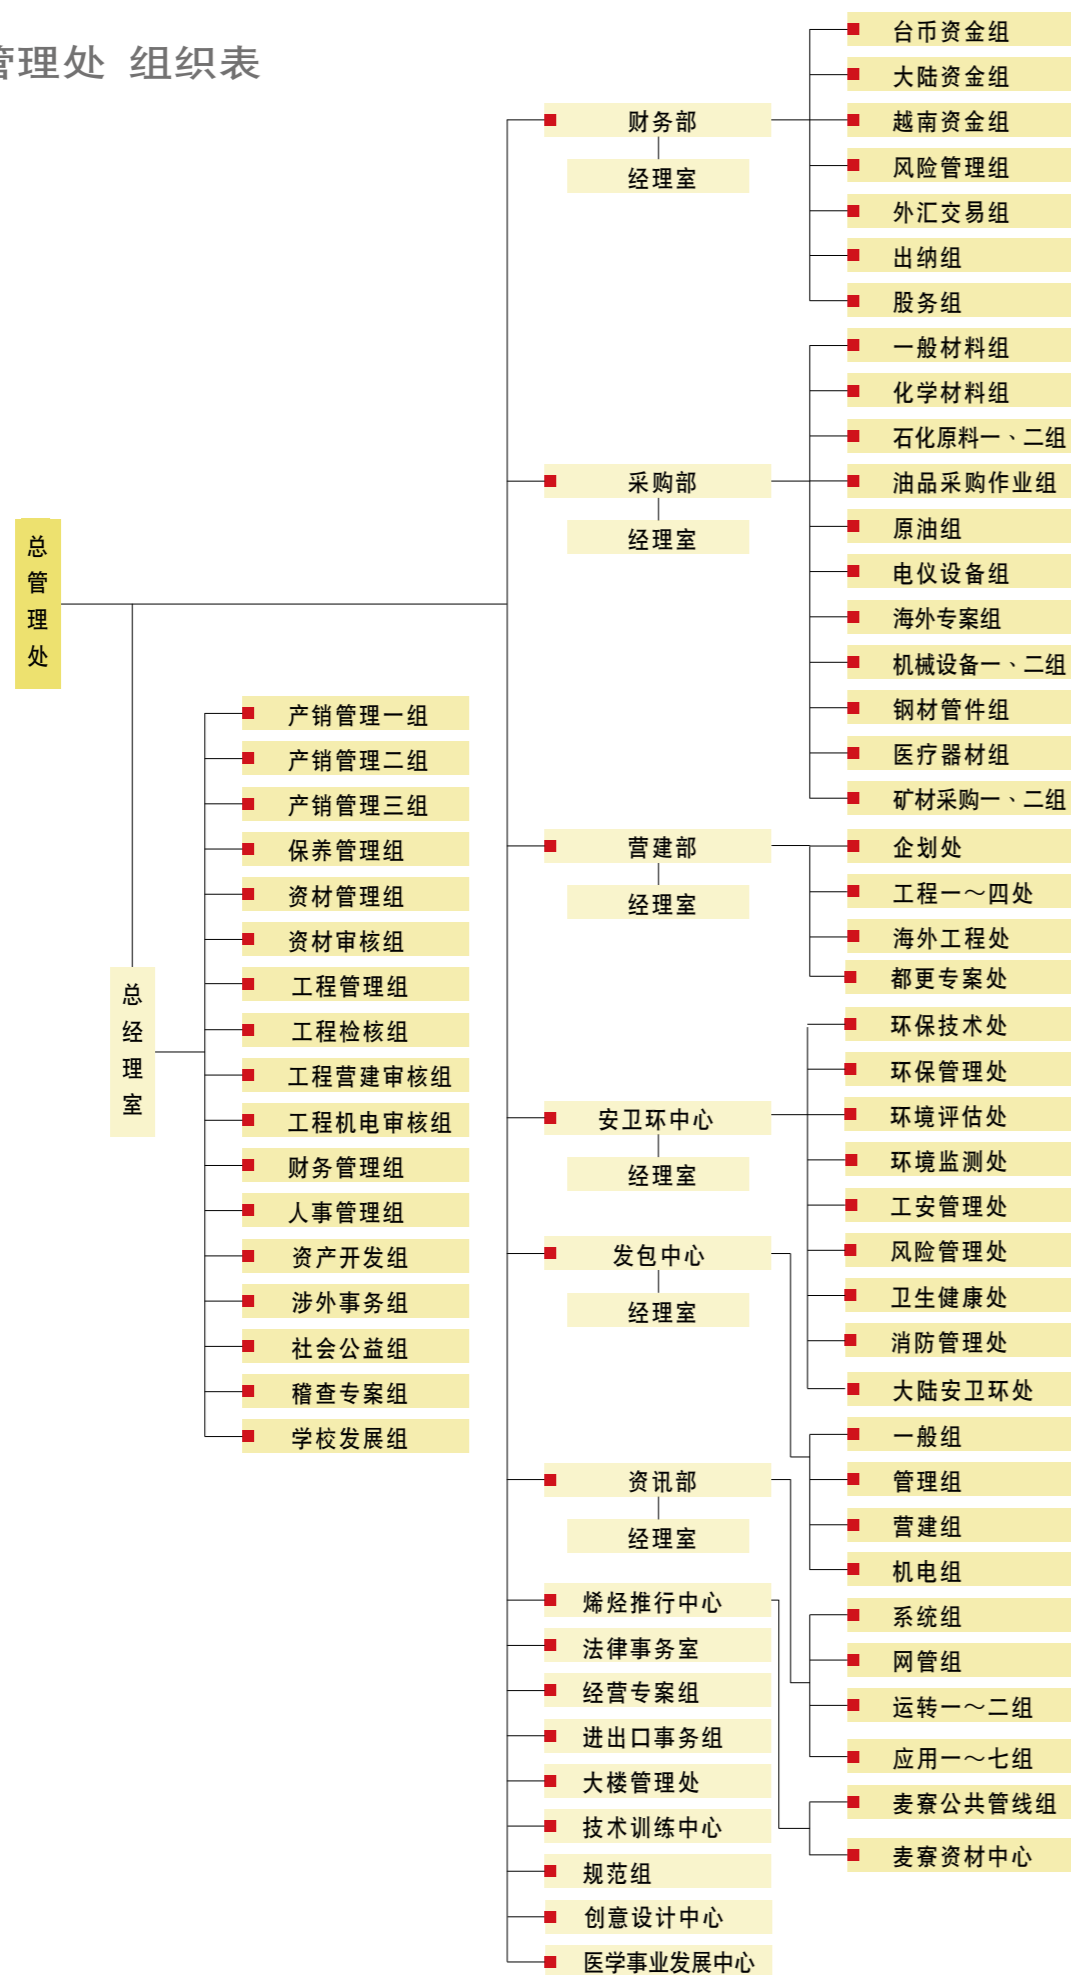 管理处 组织表
总管理处
总经理室
产销管理一组
产销管理二组
产销管理三组
保养管理组
资材管理组
资材审核组
工程管理组
工程检核组
工程营建审核组
工程机电审核组
财务管理组
人事管理组
资产开发组
涉外事务组
社会公益组
稽查专案组
学校发展组
财务部
经理室
台币资金组
大陆资金组
越南资金组
风险管理组
外汇交易组
出纳组
股务组
采购部
经理室
一般材料组
化学材料组
石化原料一、二组
油品采购作业组
原油组
电仪设备组
海外专案组
机械设备一、二组
钢材管件组
医疗器材组
矿材采购一、二组
营建部
经理室
企划处
工程一～四处
海外工程处
都更专案处
安卫环中心
经理室
环保技术处
环保管理处
环境评估处
环境监测处
工安管理处
风险管理处
卫生健康处
消防管理处
大陆安卫环处
发包中心
经理室
一般组
管理组
营建组
机电组
资讯部
经理室
系统组
网管组
运转一～二组
应用一～七组
烯烃推行中心
麦寮公共管线组
麦寮资材中心
法律事务室
经营专案组
进出口事务组
大楼管理处
技术训练中心
规范组
创意设计中心
医学事业发展中心